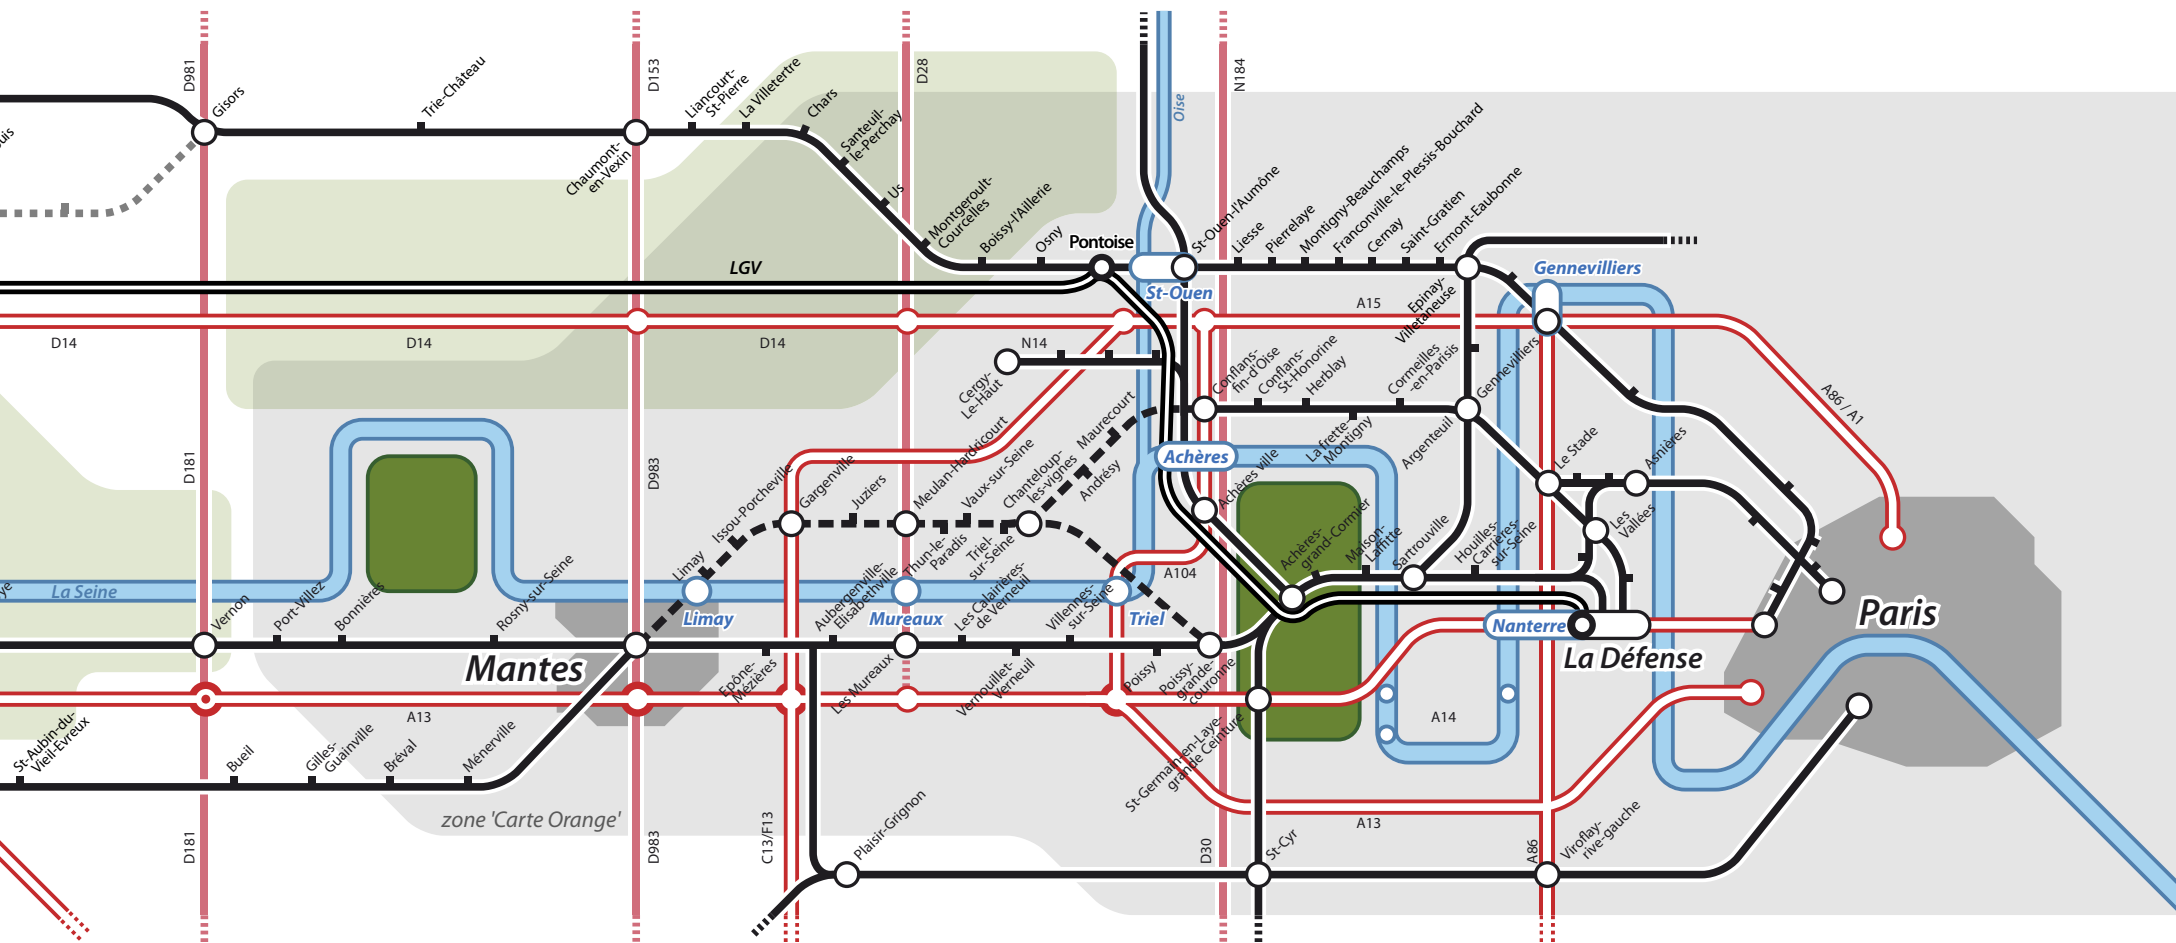 D981
D153
D28
N184
Oise
uis
Gisors
Trie-Château
Chaumont-
en-Vexin
Liancourt-
St-Pierre
La Villetertre
Chars
Santeuil-
le-Perchay
Us
Montgeroult-
Courcelles
Boissy-l'Aillerie
Osny
Pontoise
St-Ouen-l'Aumône
Liesse
Pierrelaye
Montigny-Beauchamps
Franconville-le-Plessis-Bouchard
Cernay
Saint-Gratien
Ermont-Eaubonne
LGV
St-Ouen
Gennevilliers
Epinay-
Villetaneuse
A15
D14
D14
D14
N14
Cergy-
Le-Haut
Conflans-
fin-d'Oise
Conflans-
St-Honorine
Herblay
La frette-
Montigny
Cormeilles
-en-Parisis
Gennevilliers
Argenteuil
A86 / A1
Le Stade
Asnières
Les
Vallées
D181
D983
Limay
Issou-Porcheville
Gargenville
Juziers
Meulan-Hardricourt
Thun-le-
Paradis
Vaux-sur-Seine
Triel-
sur-Seine
Chanteloup-
les-vignes
Andrésy
Maurecourt
Achères
Achères ville
Achères-
grand-Cormier
Maison-
Laffitte
Sartrouville
Houilles-
Carrières-
sur-Seine
A104
ye
La Seine
Vernon
Port-Villez
Bonnières
Rosny-sur-Seine
Limay
Mureaux
Triel
Nanterre
La Défense
Paris
Mantes
Epône-
Mézières
Aubergenville-
Elisabethville
Les Mureaux
Les Calainières-
de Verneuil
Vernouillet-
Verneuil
Villennes-
sur-Seine
Poissy
Poissy-
grande-
couronne
St-Germain-en-Laye-
grande Ceinture
A13
A14
A13
St-Aubin-du-
Vieil-Evreux
Bueil
Gilles-
Guainville
Bréval
Ménerville
zone 'Carte Orange'
D181
D983
C13/F13
Plaisir-Grignon
D30
St-Cyr
A86
Viroflay-
rive-gauche